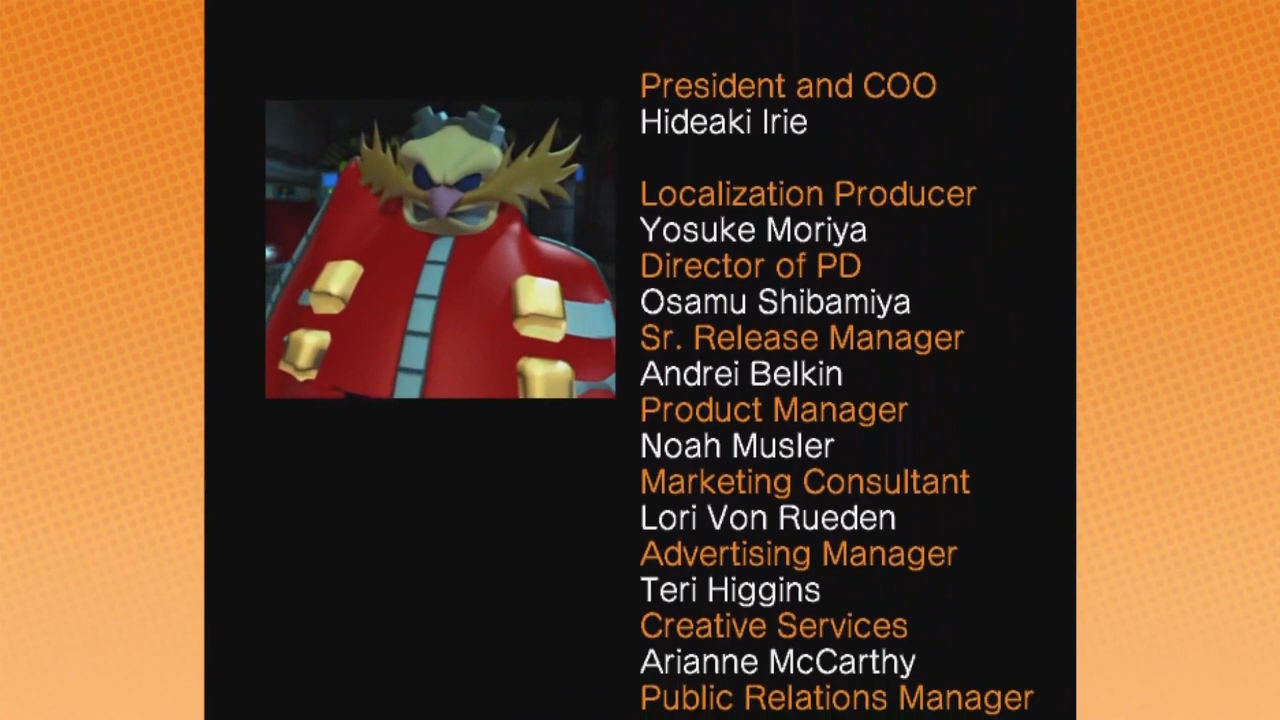 President and COO
Hideaki Irie
Localization Producer
Yosuke Moriya
Director of PD
Osamu Shibamiya
Sr. Release Manager
Andrei Belkin
Product Manager
Noah Musler
Marketing Consultant
Lori Von Rueden
Advertising Manager
Teri Higgins
Creative Services
Arianne McCarthy
Public Relations Manager